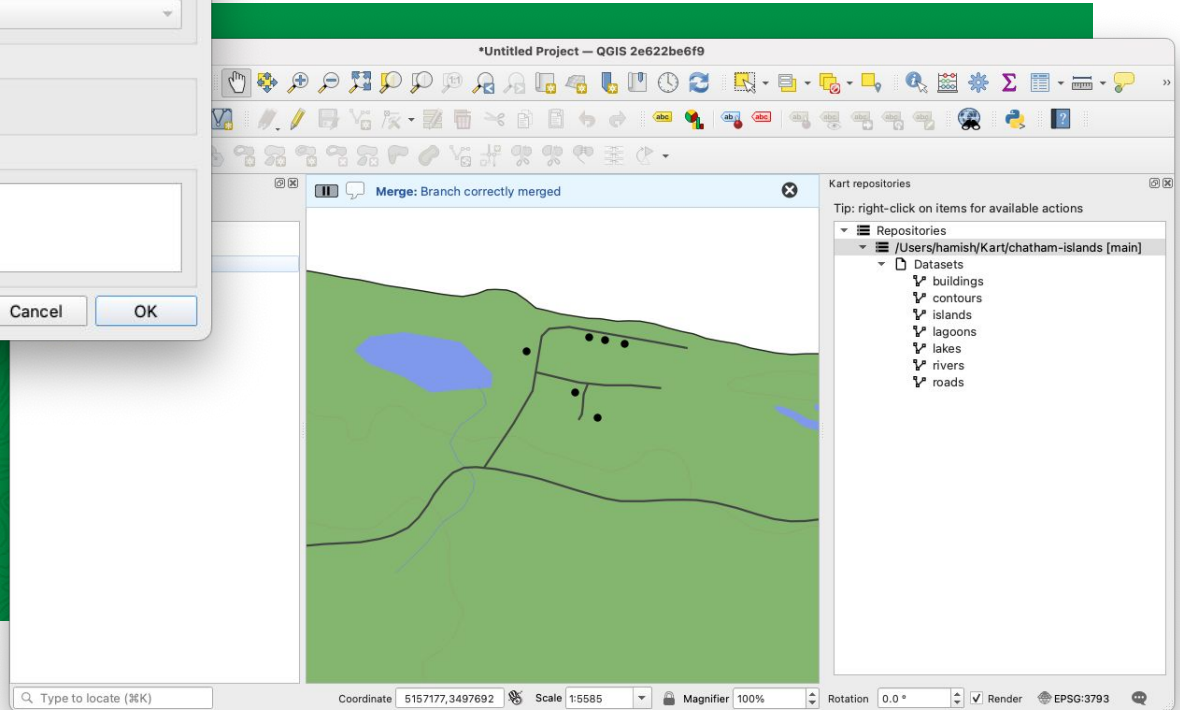 *Untitled Project — QGIS 2e622be6f9
Merge: Branch correctly merged
Kart repositories
Tip: right-click on items for available actions
Repositories
/Users/hamish/Kart/chatham-islands [main]
Datasets
buildings
contours
islands
lagoons
lakes
rivers
roads
Cancel
OK
Type to locate (⌘K)
Coordinate 5157177,3497692 Scale 1:5585 Magnifier 100% Rotation 0.0 ° Render EPSG:3793